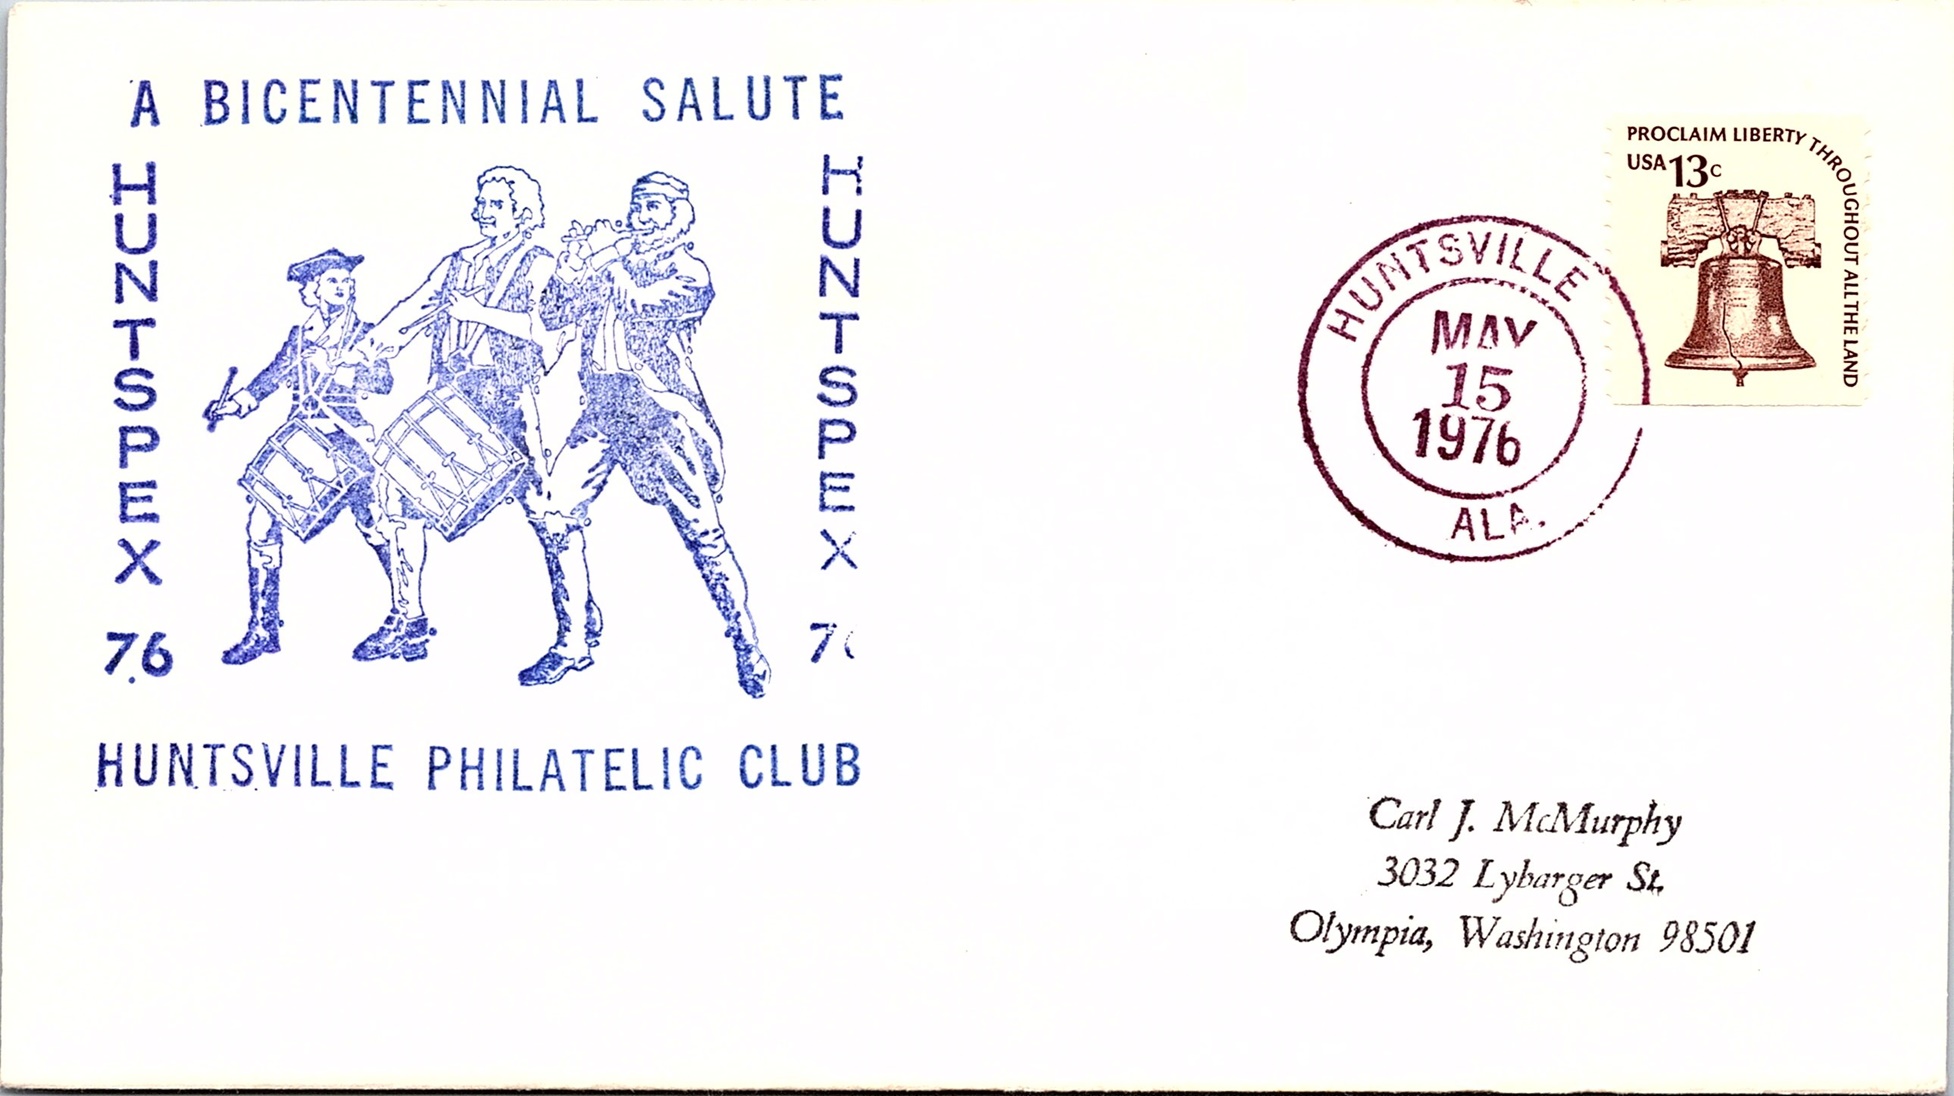 A BICENTENNIAL SALUTE
HUNTSPEX
76
HUNTSPEX
7
HUNTSVILLE PHILATELIC CLUB
HUNTSVILLE
MAY
15
1976
ALA.
PROCLAIM LIBERTY THROUGHOUT ALL THE LAND
USA 13c
Carl J. McMurphy
3032 Lybarger St.
Olympia, Washington 98501